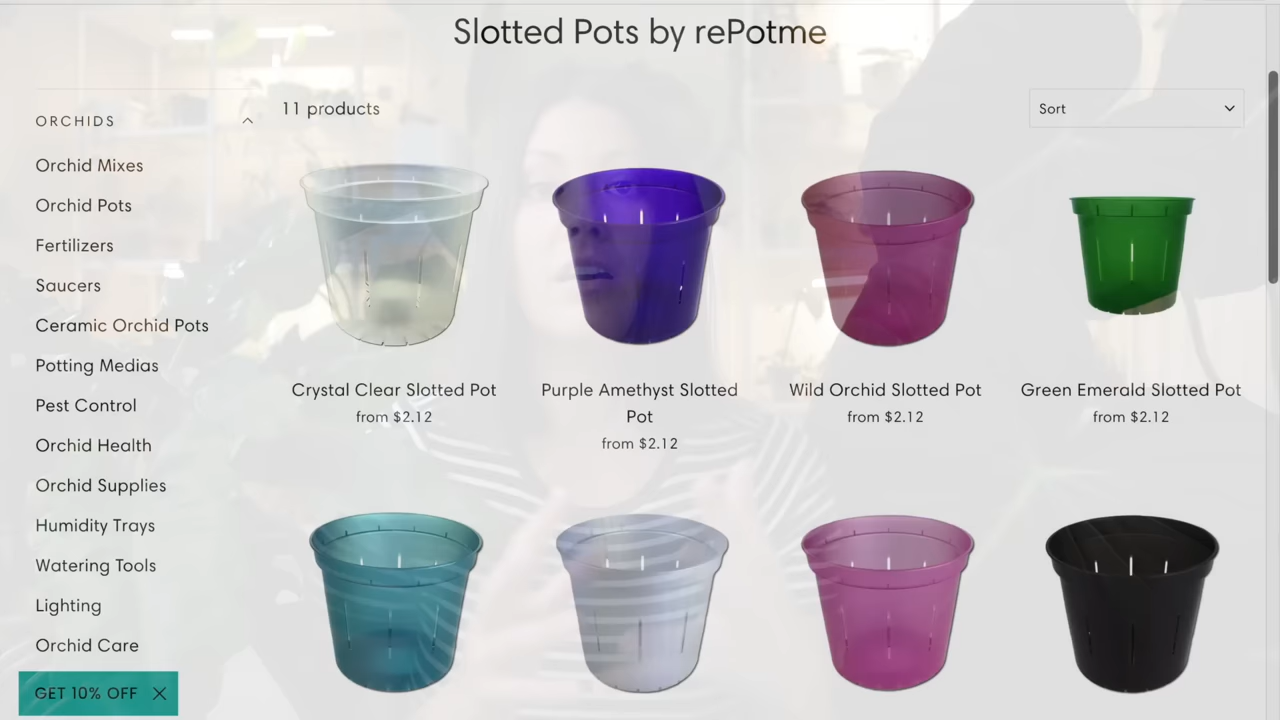 Slotted Pots by rePotme
ORCHIDS
Orchid Mixes
Orchid Pots
Fertilizers
Saucers
Ceramic Orchid Pots
Potting Medias
Pest Control
Orchid Health
Orchid Supplies
Humidity Trays
Watering Tools
Lighting
Orchid Care
GET 10% OFF
11 products
Sort
Crystal Clear Slotted Pot
from $2.12
Purple Amethyst Slotted
Pot
from $2.12
Wild Orchid Slotted Pot
from $2.12
Green Emerald Slotted Pot
from $2.12